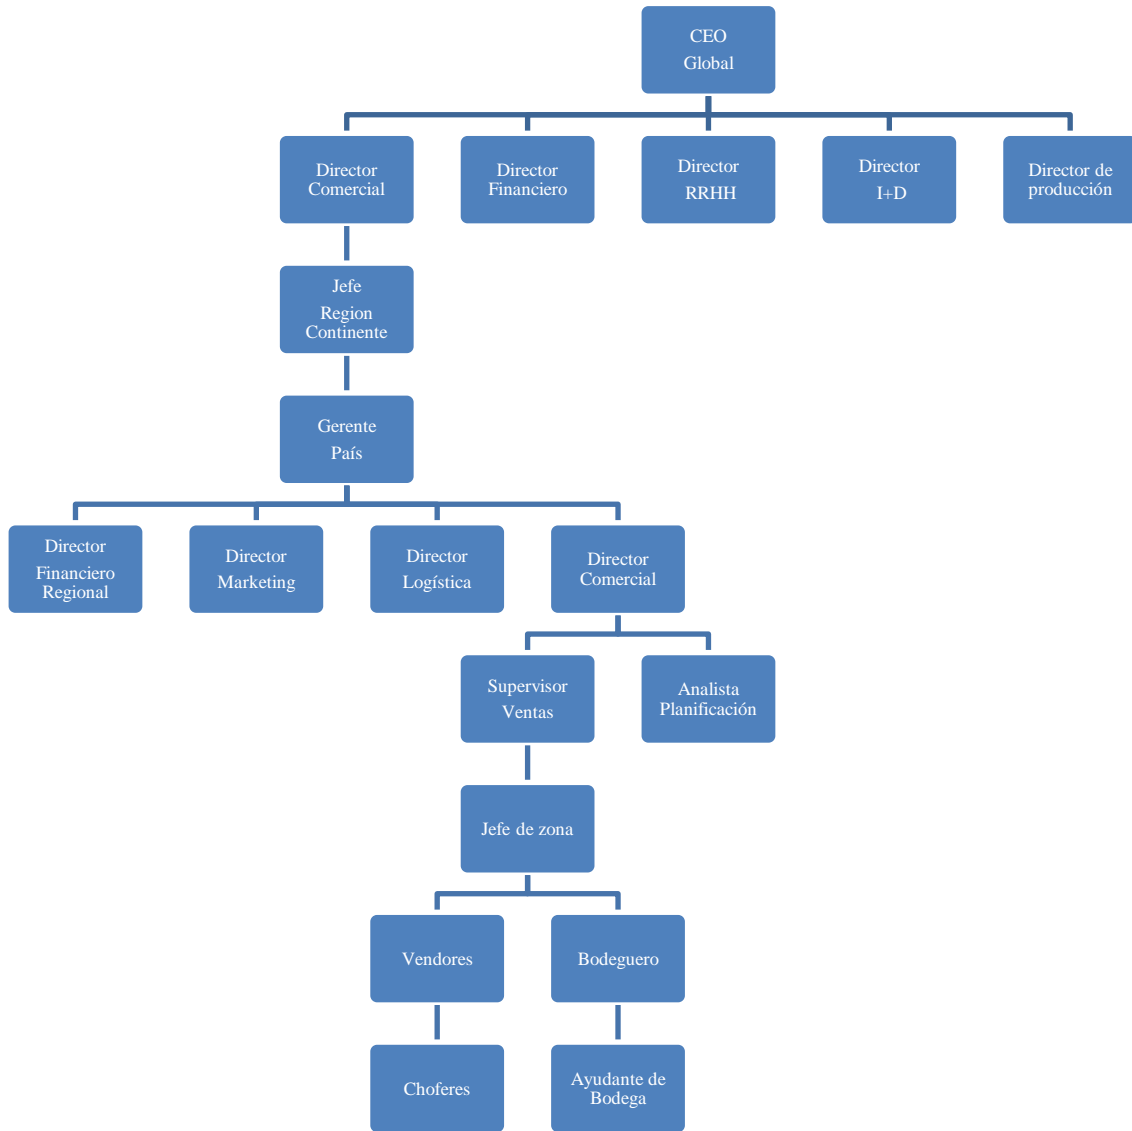 CEO
Global
Director
Comercial
Director
Financiero
Director
RRHH
Director
I+D
Director de
producción
Jefe
Region
Continente
Gerente
País
Director
Financiero
Regional
Director
Marketing
Director
Logística
Director
Comercial
Supervisor
Ventas
Analista
Planificación
Jefe de zona
Vendores
Bodeguero
Choferes
Ayudante de
Bodega